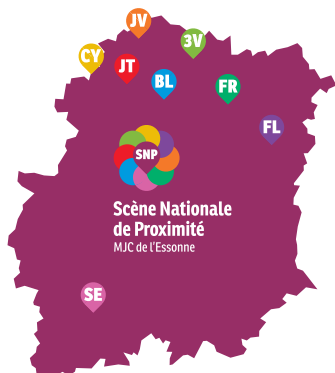 JV
3V
CY
JT
BL
FR
FL
SNP
Scène Nationale
de Proximité
MJC de l'Essonne
SE